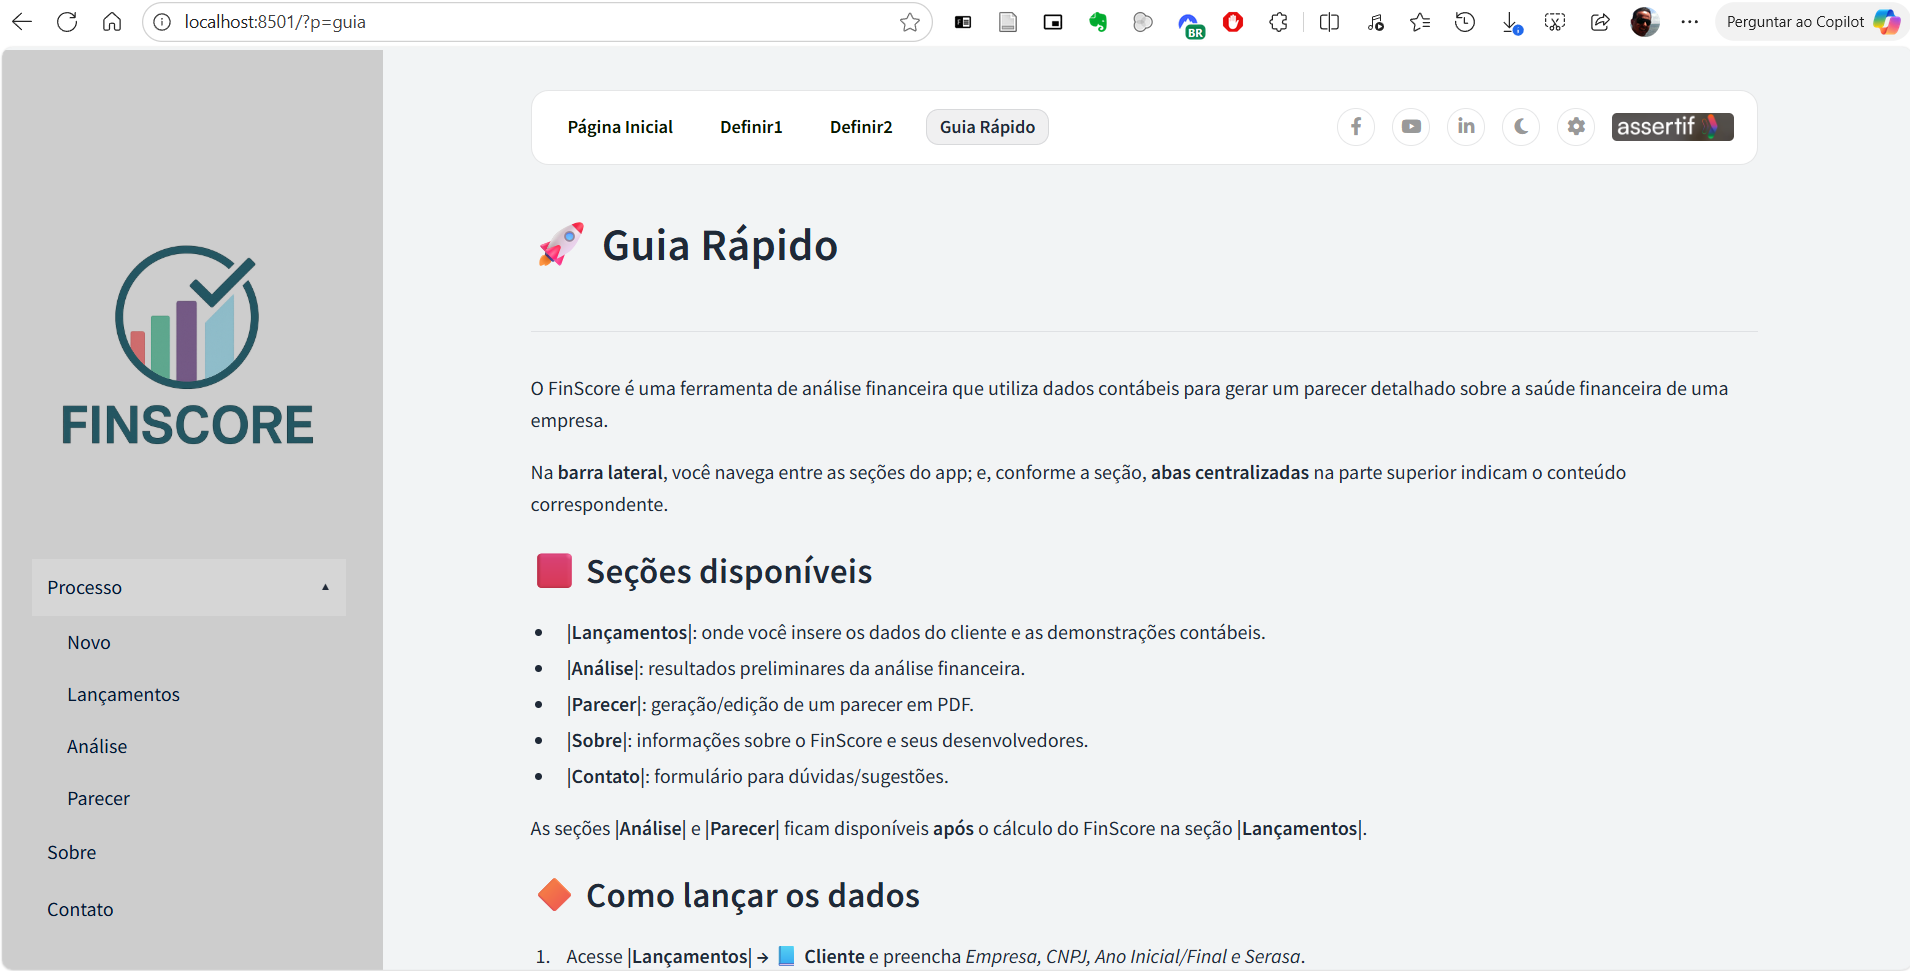 localhost:8501/?p=guia
BR
Perguntar ao Copilot
Página Inicial
Definir1
Definir2
Guia Rápido
assertif
FINSCORE
Processo
Novo
Lançamentos
Análise
Parecer
Sobre
Contato
🚀 Guia Rápido
O FinScore é uma ferramenta de análise financeira que utiliza dados contábeis para gerar um parecer detalhado sobre a saúde financeira de uma
empresa.
Na barra lateral, você navega entre as seções do app; e, conforme a seção, abas centralizadas na parte superior indicam o conteúdo
correspondente.
Seções disponíveis
• |Lançamentos|: onde você insere os dados do cliente e as demonstrações contábeis.
• |Análise|: resultados preliminares da análise financeira.
• |Parecer|: geração/edição de um parecer em PDF.
• |Sobre|: informações sobre o FinScore e seus desenvolvedores.
• |Contato|: formulário para dúvidas/sugestões.
As seções |Análise| e |Parecer| ficam disponíveis após o cálculo do FinScore na seção |Lançamentos|.
Como lançar os dados
1. Acesse |Lançamentos| → 📘 Cliente e preencha Empresa, CNPJ, Ano Inicial/Final e Serasa.